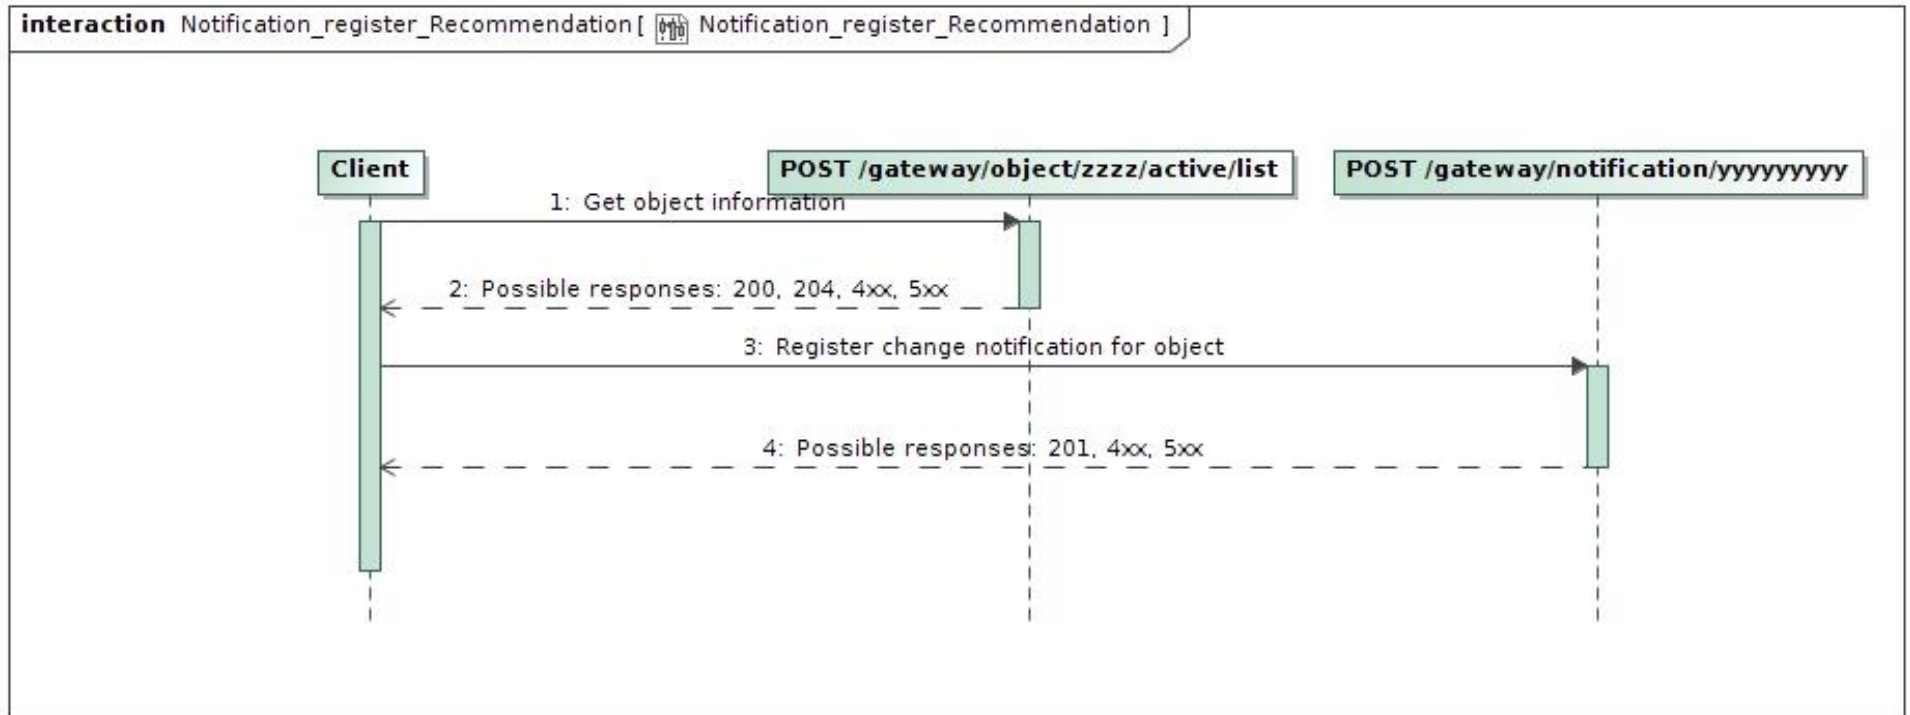 interaction Notification_register_Recommendation[ Notification_register_Recommendation ]
Client
POST /gateway/object/zzzz/active/list
POST /gateway/notification/yyyyyyyyy
1: Get object information
2: Possible responses: 200, 204, 4xx, 5xx
3: Register change notification for object
4: Possible responses: 201, 4xx, 5xx